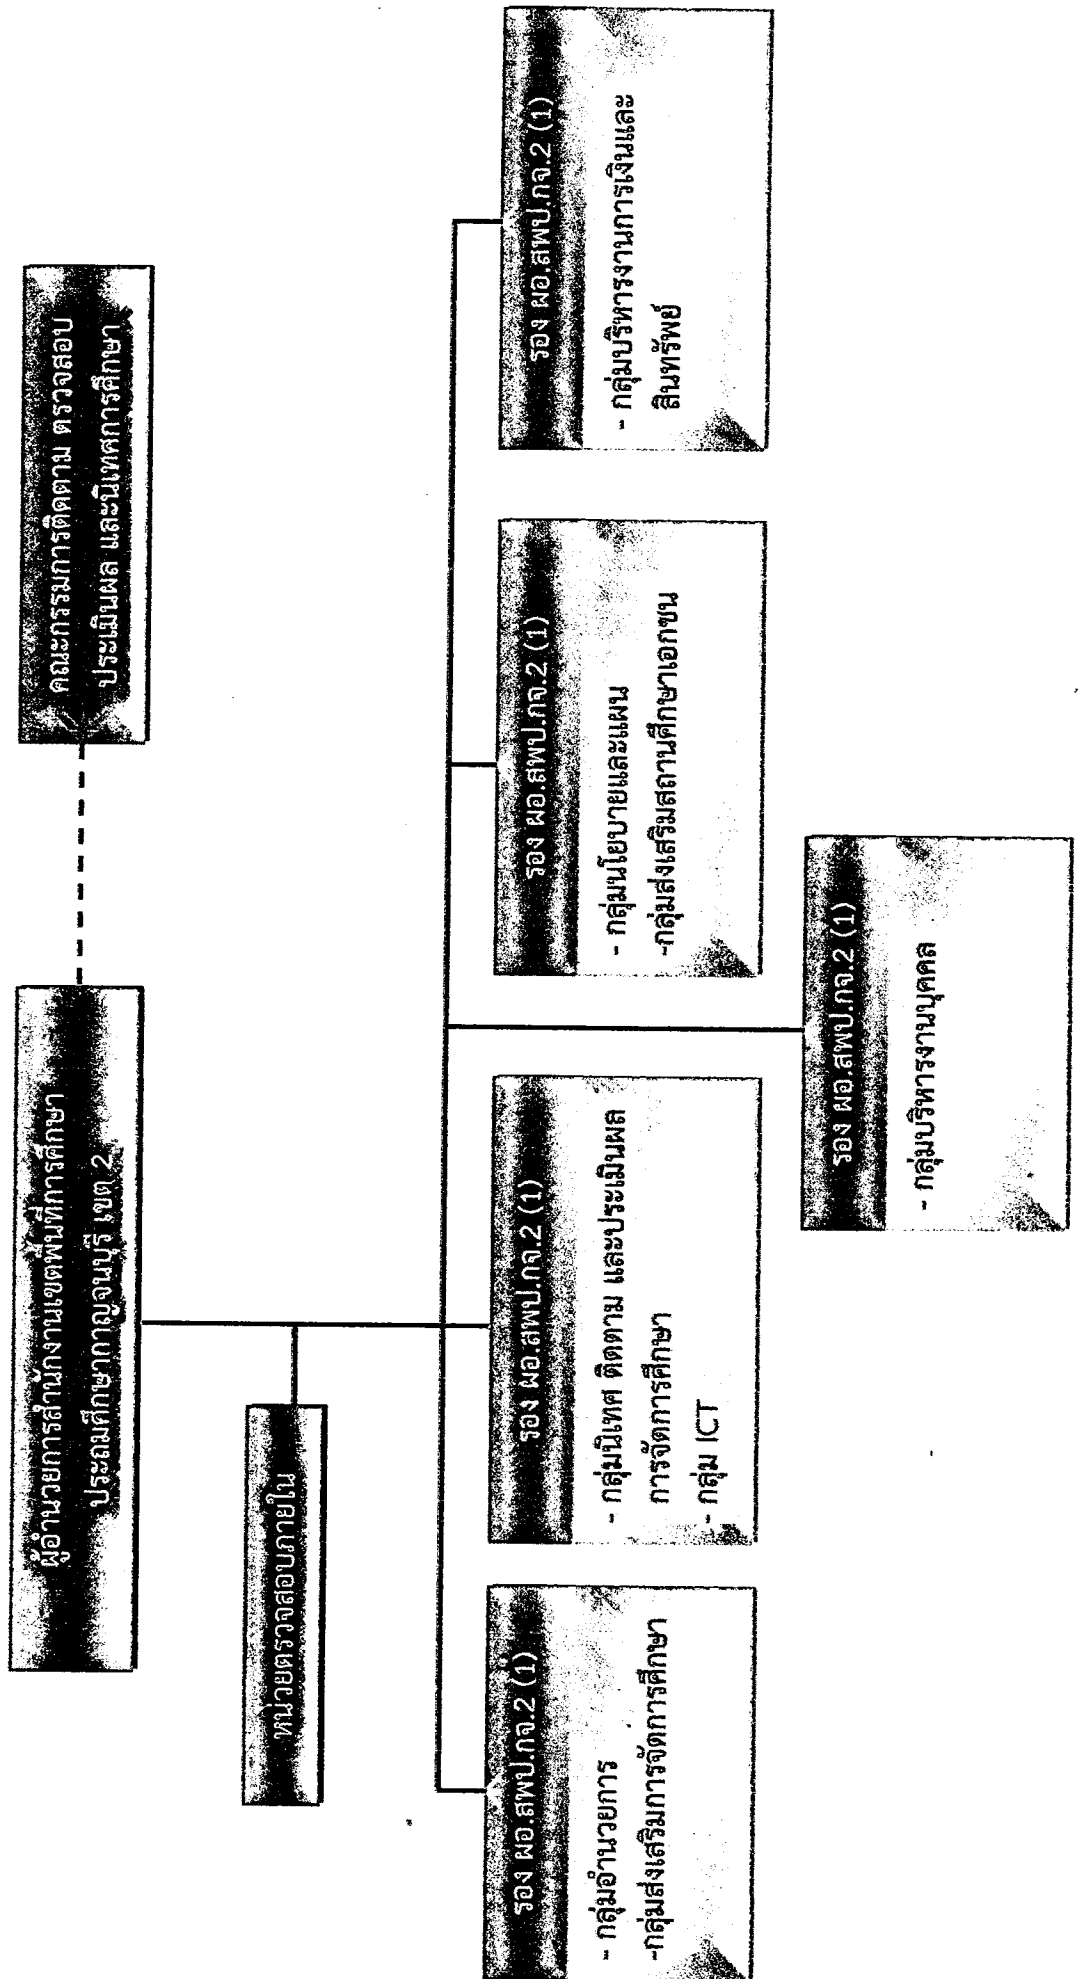 ผู้อำนวยการสำนักงานเขตพื้นที่การศึกษา
ประถมศึกษากาญจนบุรี เขต 2
คณะกรรมการติดตาม ตรวจสอบ
ประเมินผล และนิเทศการศึกษา
หน่วยตรวจสอบภายใน
รอง ผอ.สพป.กจ.2 (1)
- กลุ่มอำนวยการ
-กลุ่มส่งเสริมการจัดการศึกษา
รอง ผอ.สพป.กจ.2 (1)
- กลุ่มนิเทศ ติดตาม และประเมินผล
การจัดการศึกษา
- กลุ่ม ICT
รอง ผอ.สพป.กจ.2 (1)
- กลุ่มนโยบายและแผน
-กลุ่มส่งเสริมสถานศึกษาเอกชน
รอง ผอ.สพป.กจ.2 (1)
- กลุ่มบริหารงานการเงินและ
สินทรัพย์
รอง ผอ.สพป.กจ.2 (1)
- กลุ่มบริหารงานบุคคล